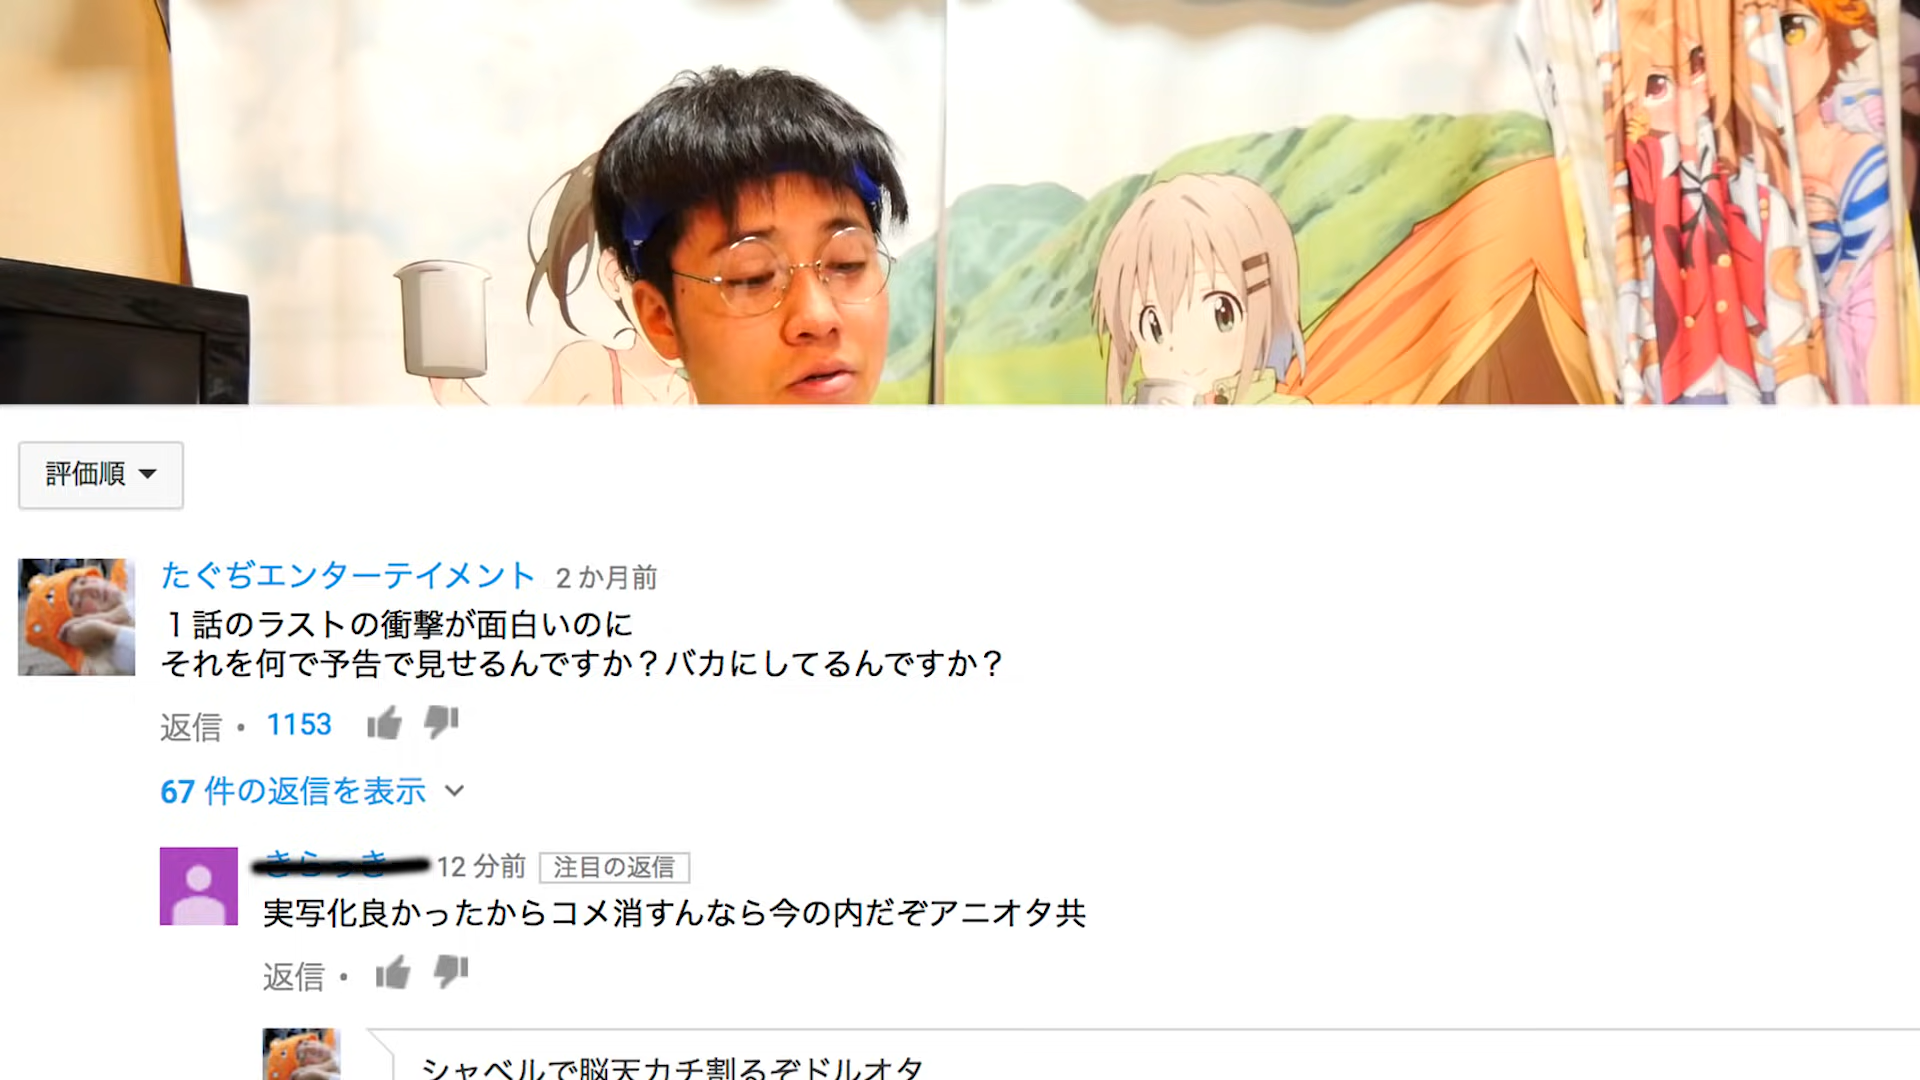 評価順
たぐぢエンターテイメント 2 か月前
１話のラストの衝撃が面白いのに
それを何で予告で見せるんですか？バカにしてるんですか？
返信・ 1153
67 件の返信を表示
きらっき 12 分前 注目の返信
実写化良かったからコメ消すんなら今の内だぞアニオタ共
返信・
シャベルで脳天カチ割るぞドルオタ